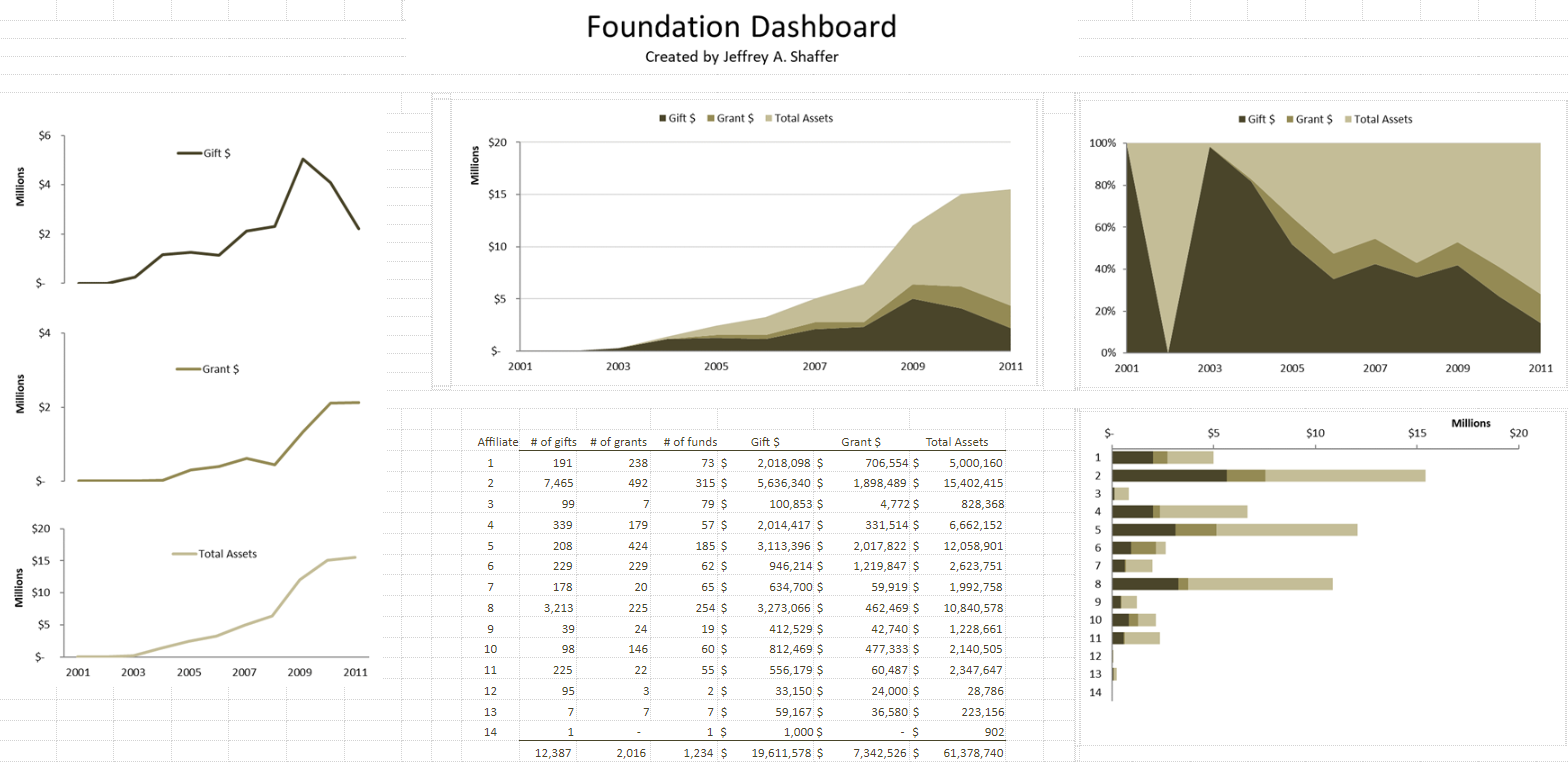 Foundation Dashboard
Created by Jeffrey A. Shaffer
Millions
$6
$4
$2
$-
Gift $
Millions
$4
$2
$-
Grant $
Millions
$20
$15
$10
$5
$-
Total Assets
2001 2003 2005 2007 2009 2011
Gift $ Grant $ Total Assets
Millions
$20
$15
$10
$5
$-
2001 2003 2005 2007 2009 2011
Gift $ Grant $ Total Assets
100%
80%
60%
40%
20%
0%
2001 2003 2005 2007 2009 2011
Affiliate # of gifts # of grants # of funds Gift $ Grant $ Total Assets
1 191 238 73 $ 2,018,098 $ 706,554 $ 5,000,160
2 7,465 492 315 $ 5,636,340 $ 1,898,489 $ 15,402,415
3 99 7 79 $ 100,853 $ 4,772 $ 828,368
4 339 179 57 $ 2,014,417 $ 331,514 $ 6,662,152
5 208 424 185 $ 3,113,396 $ 2,017,822 $ 12,058,901
6 229 229 62 $ 946,214 $ 1,219,847 $ 2,623,751
7 178 20 65 $ 634,700 $ 59,919 $ 1,992,758
8 3,213 225 254 $ 3,273,066 $ 462,469 $ 10,840,578
9 39 24 19 $ 412,529 $ 42,740 $ 1,228,661
10 98 146 60 $ 812,469 $ 477,333 $ 2,140,505
11 225 22 55 $ 556,179 $ 60,487 $ 2,347,647
12 95 3 2 $ 33,150 $ 24,000 $ 28,786
13 7 7 7 $ 59,167 $ 36,580 $ 223,156
14 1 - 1 $ 1,000 $ - $ 902
12,387 2,016 1,234 $ 19,611,578 $ 7,342,526 $ 61,378,740
Millions
$- $5 $10 $15 $20
1
2
3
4
5
6
7
8
9
10
11
12
13
14